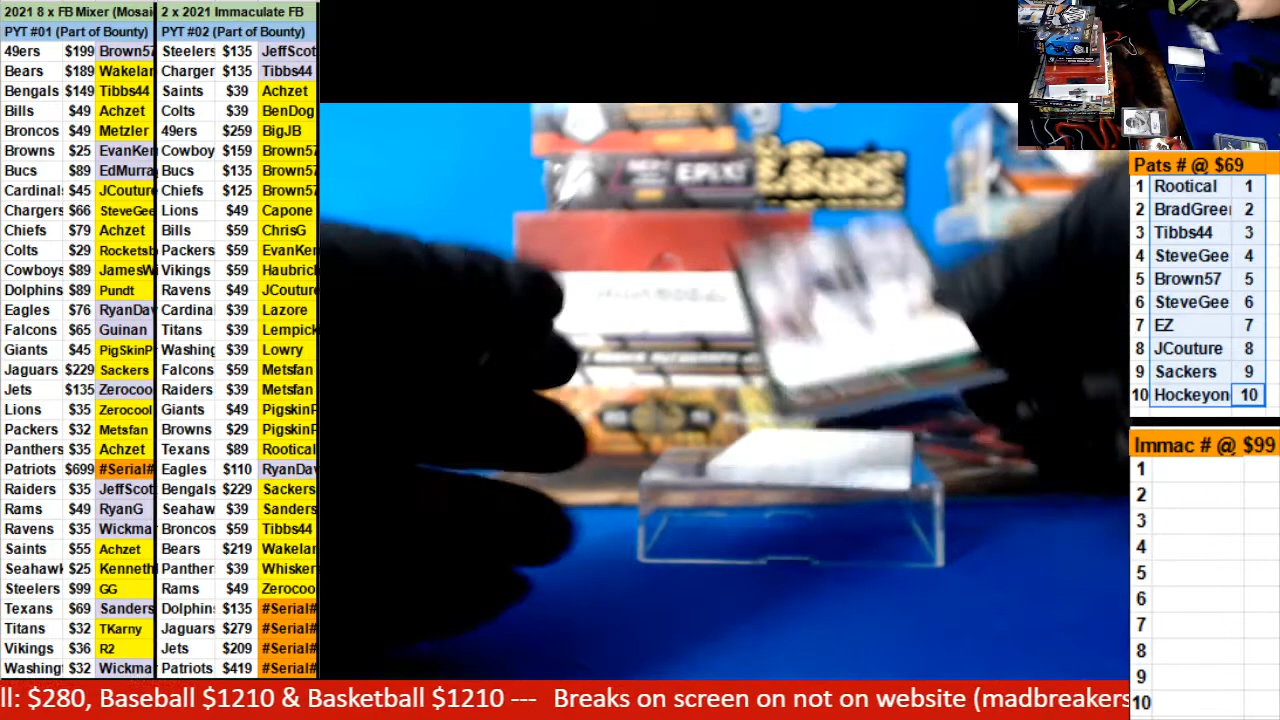 2021 8 x FB Mixer (Mosai
PYT #01 (Part of Bounty)
49ers $199 Brown57
Bears $189 Wakelar
Bengals $149 Tibbs44
Bills $49 Achzet
Broncos $49 Metzler
Browns $25 EvanKer
Bucs $89 EdMurra
Cardinals $45 JCouture
Chargers $66 SteveGee
Chiefs $79 Achzet
Colts $29 Rocketsb
Cowboys $89 JamesW
Dolphins $89 Pundt
Eagles $76 RyanDav
Falcons $65 Guinan
Giants $45 PigSkinP
Jaguars $229 Sackers
Jets $135 Zerocool
Lions $35 Zerocool
Packers $32 Metsfan
Panthers $35 Achzet
Patriots $699 #Serial#
Raiders $35 JeffScot
Rams $49 RyanG
Ravens $35 Wickma
Saints $55 Achzet
Seahawk $25 Kenneth
Steelers $99 GG
Texans $69 Sanders
Titans $32 TKarny
Vikings $36 R2
Washing $32 Wickma
2 x 2021 Immaculate FB
PYT #02 (Part of Bounty)
Steelers $135 JeffScot
Charger $135 Tibbs44
Saints $39 Achzet
Colts $39 BenDog
49ers $259 BigJB
Cowboy $159 Brown57
Bucs $135 Brown57
Chiefs $125 Brown57
Lions $49 Capone
Bills $59 ChrisG
Packers $59 EvanKer
Vikings $59 Haubrich
Ravens $49 JCouture
Cardina $39 Lazore
Titans $39 Lempick
Washing $39 Lowry
Falcons $59 Metsfan
Raiders $39 Metsfan
Giants $49 PigskinP
Browns $29 PigskinP
Texans $89 Rootical
Eagles $110 RyanDav
Bengals $229 Sackers
Seahaw $39 Sanders
Broncos $59 Tibbs44
Bears $219 Wakelar
Panther $39 Whisker
Rams $49 Zerocoo
Dolphins $135 #Serial#
Jaguars $279 #Serial#
Jets $209 #Serial#
Patriots $419 #Serial#
EPIX
Pats # @ $69
1 Rootical 1
2 BradGreer 2
3 Tibbs44 3
4 SteveGee 4
5 Brown57 5
6 SteveGee 6
7 EZ 7
8 JCouture 8
9 Sackers 9
10 Hockeyon 10
Immac # @ $99
1
2
3
4
5
6
7
8
9
10
ll: $280, Baseball $1210 & Basketball $1210 --- Breaks on screen on not on website (madbreakers